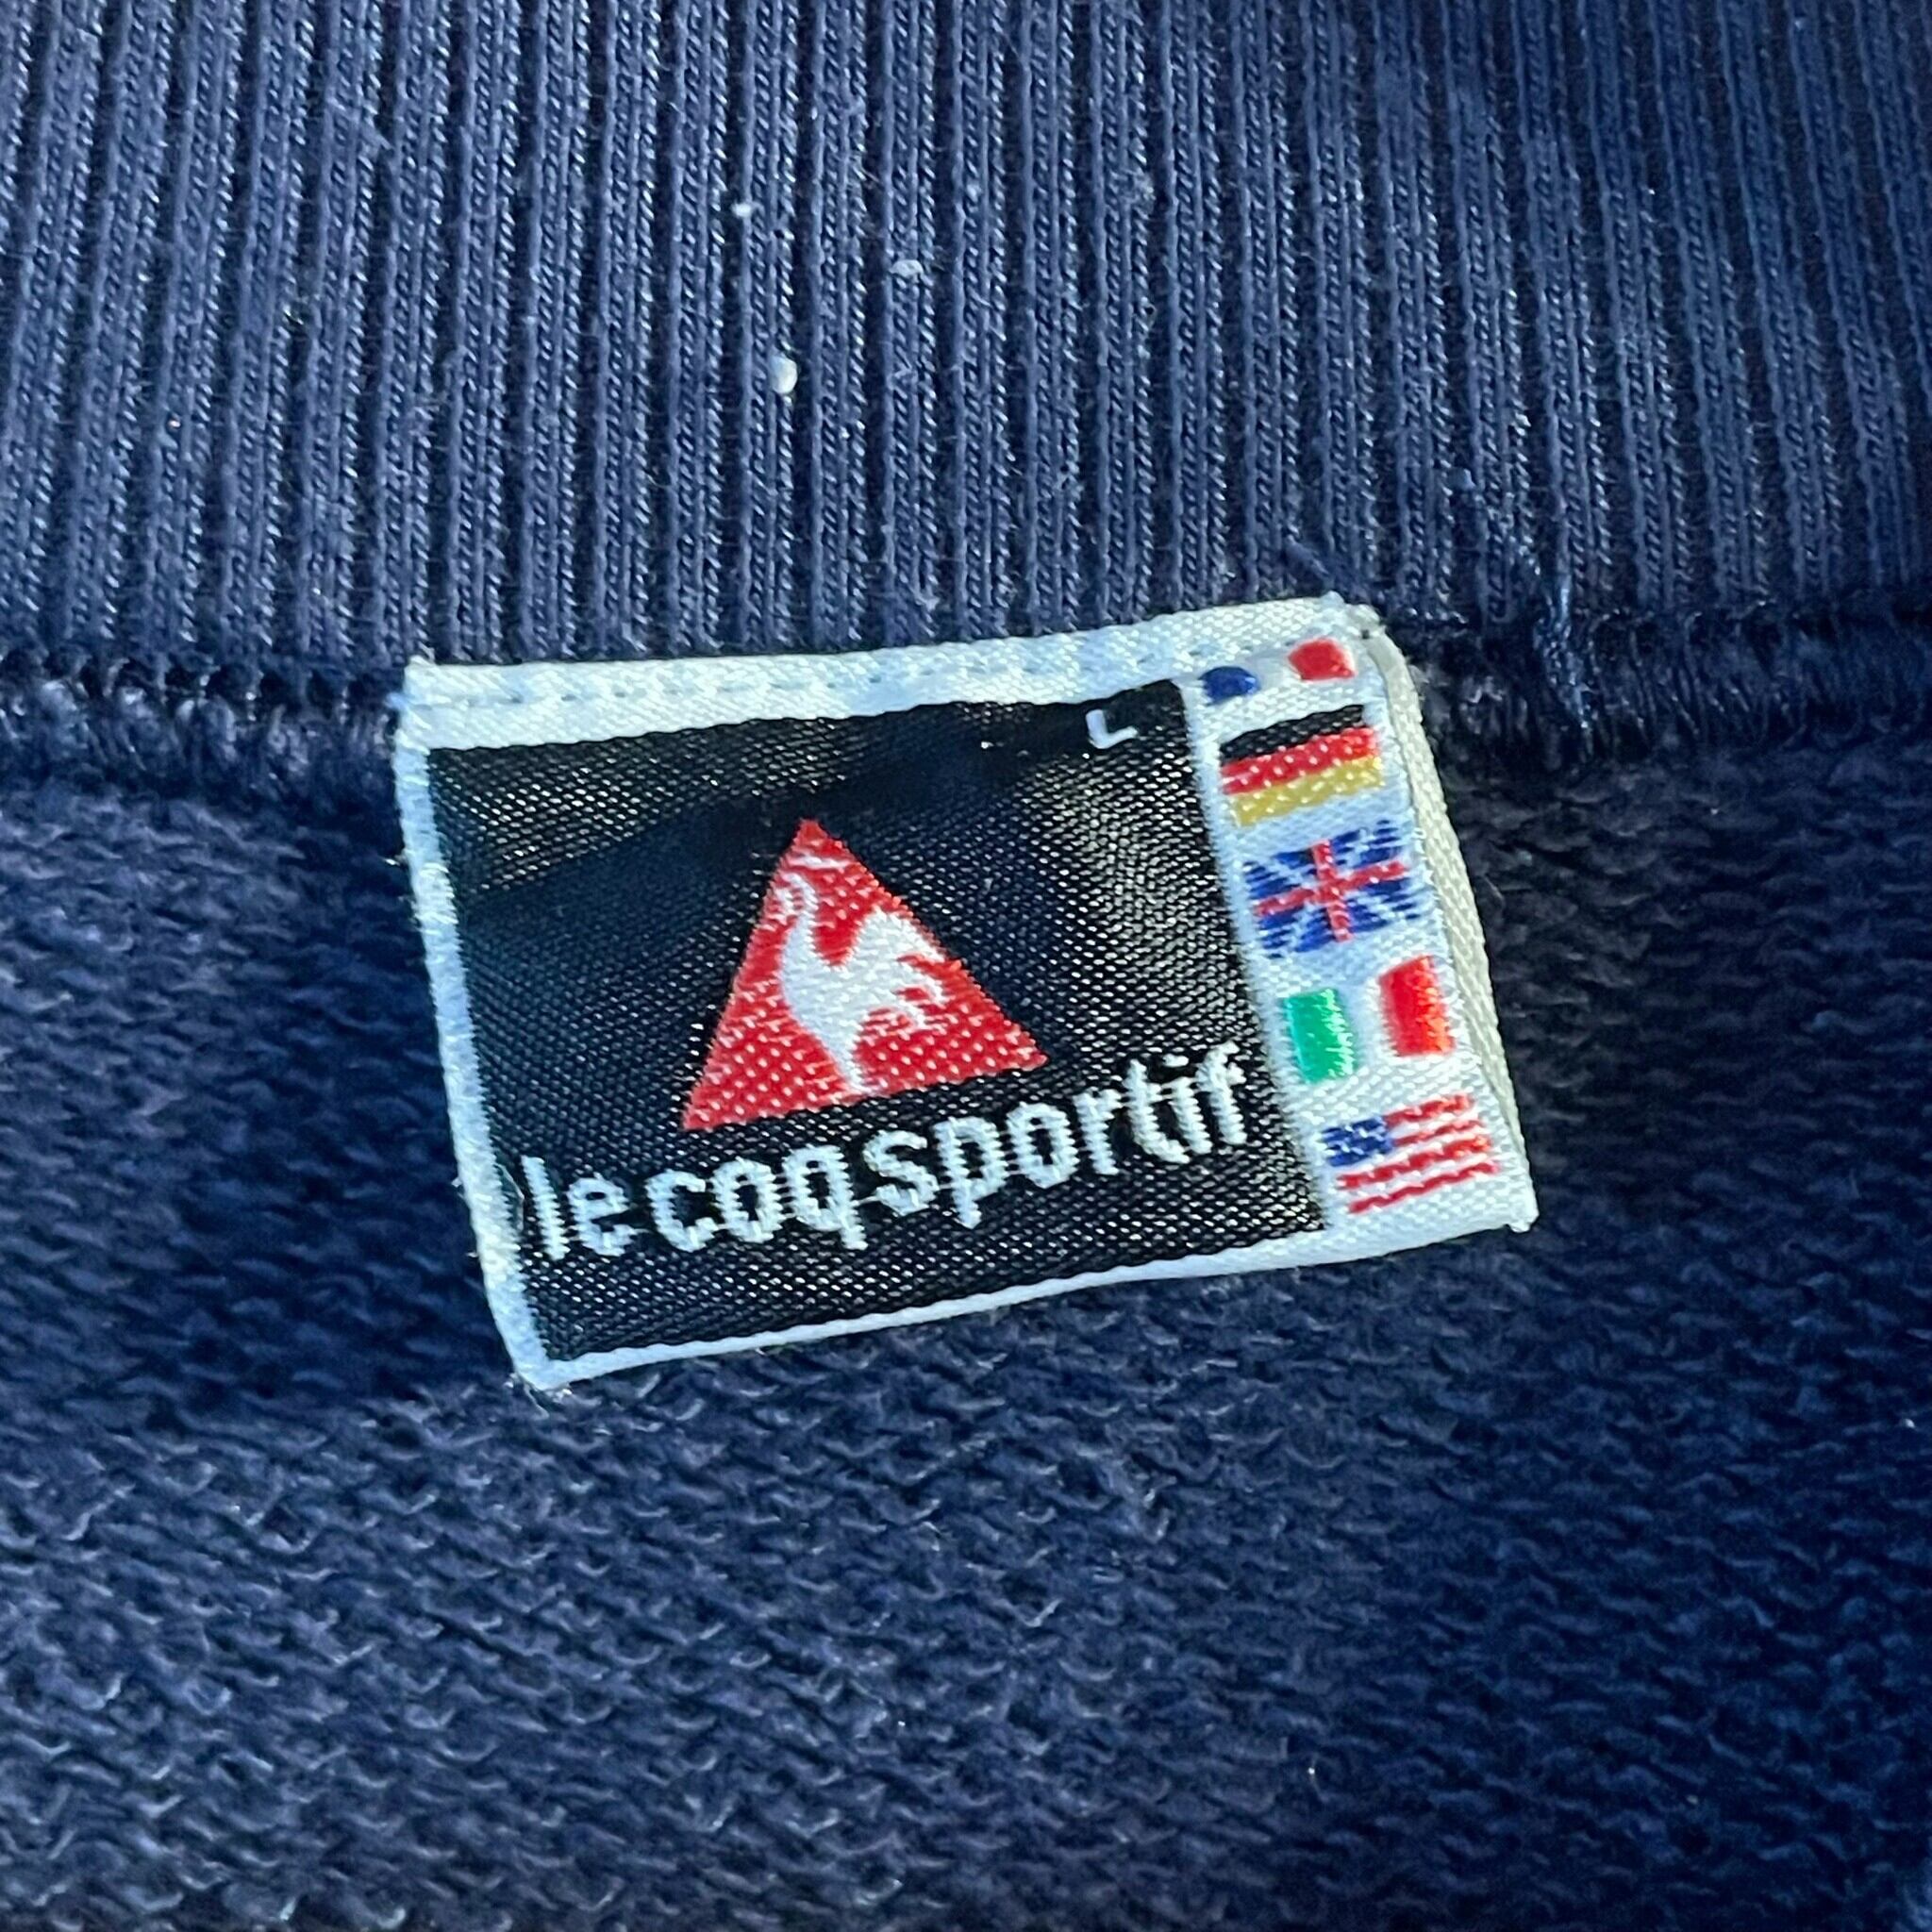 L
le coq sportif